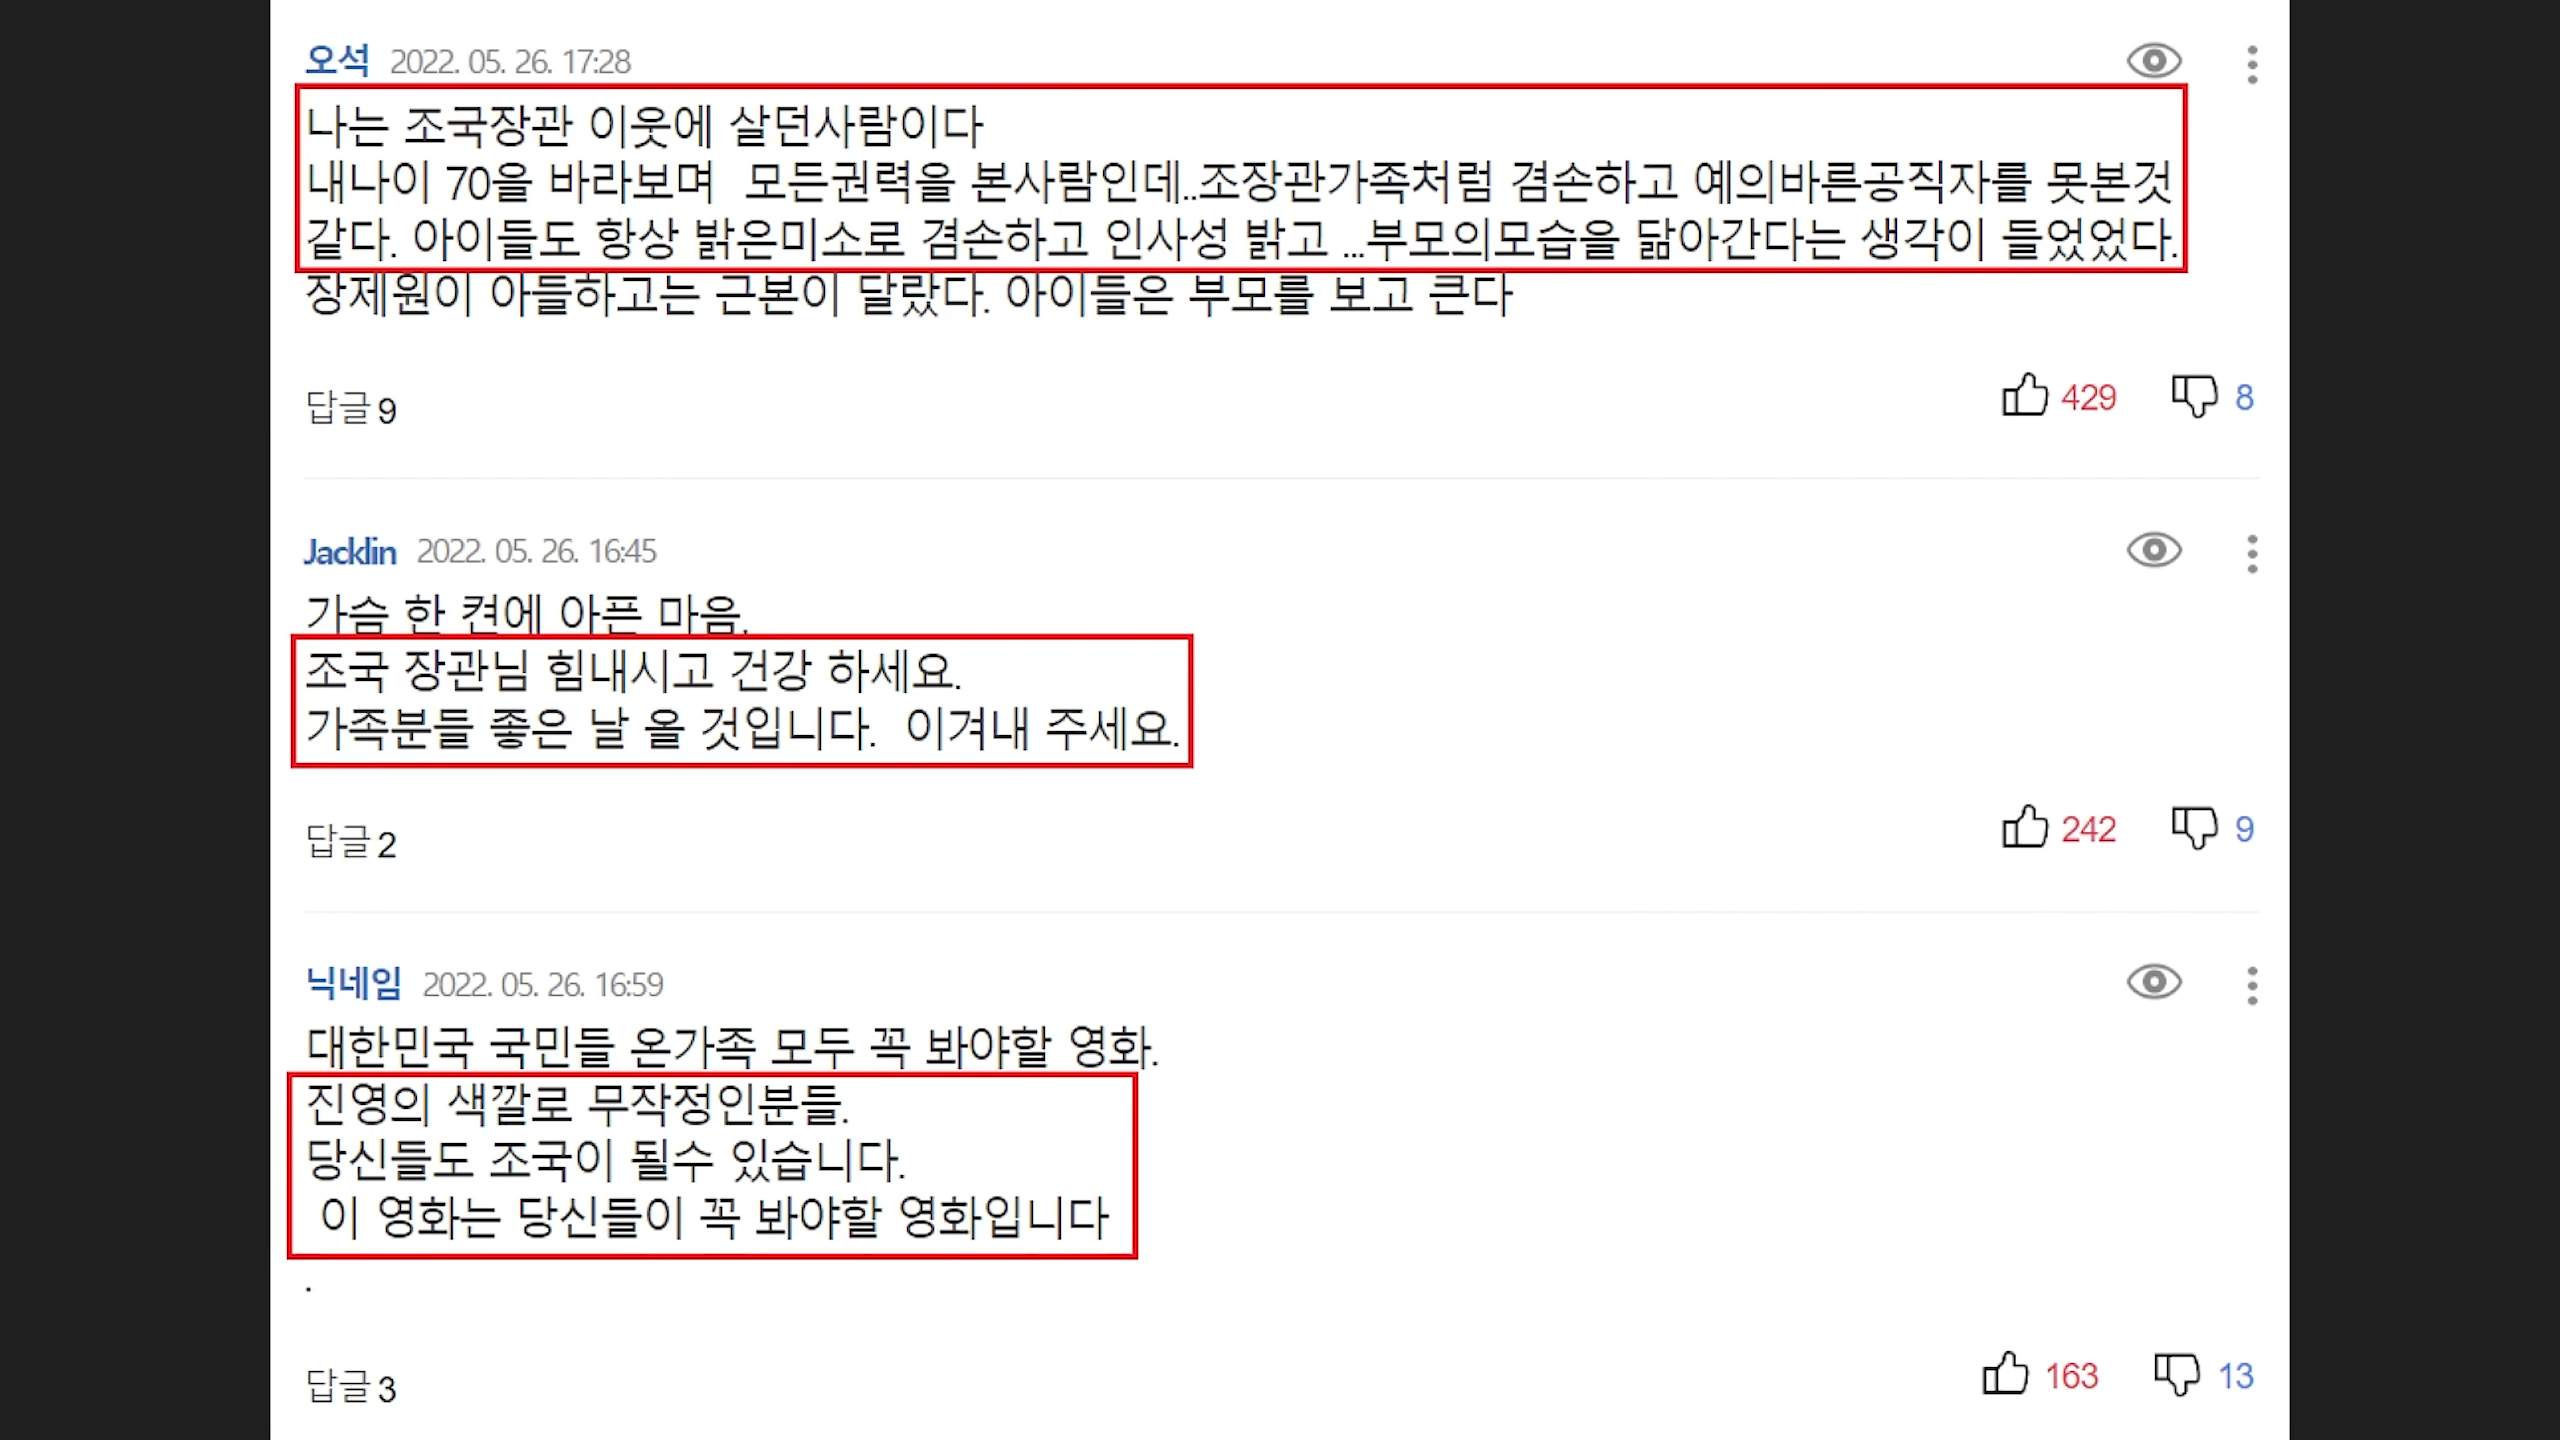 오석 2022. 05. 26. 17:28
나는 조국장관 이웃에 살던사람이다
내나이 70을 바라보며 모든권력을 본사람인데..조장관가족처럼 겸손하고 예의바른공직자를 못본것
같다. 아이들도 항상 밝은미소로 겸손하고 인사성 밝고 ...부모의모습을 닮아간다는 생각이 들었었다.
장제원이 아들하고는 근본이 달랐다. 아이들은 부모를 보고 큰다
답글 9 429 8
Jacklin 2022. 05. 26. 16:45
가슴 한 켠에 아픈 마음.
조국 장관님 힘내시고 건강 하세요.
가족분들 좋은 날 올 것입니다. 이겨내 주세요.
답글 2 242 9
닉네임 2022. 05. 26. 16:59
대한민국 국민들 온가족 모두 꼭 봐야할 영화.
진영의 색깔로 무작정인분들.
당신들도 조국이 될수 있습니다.
이 영화는 당신들이 꼭 봐야할 영화입니다
.
답글 3 163 13